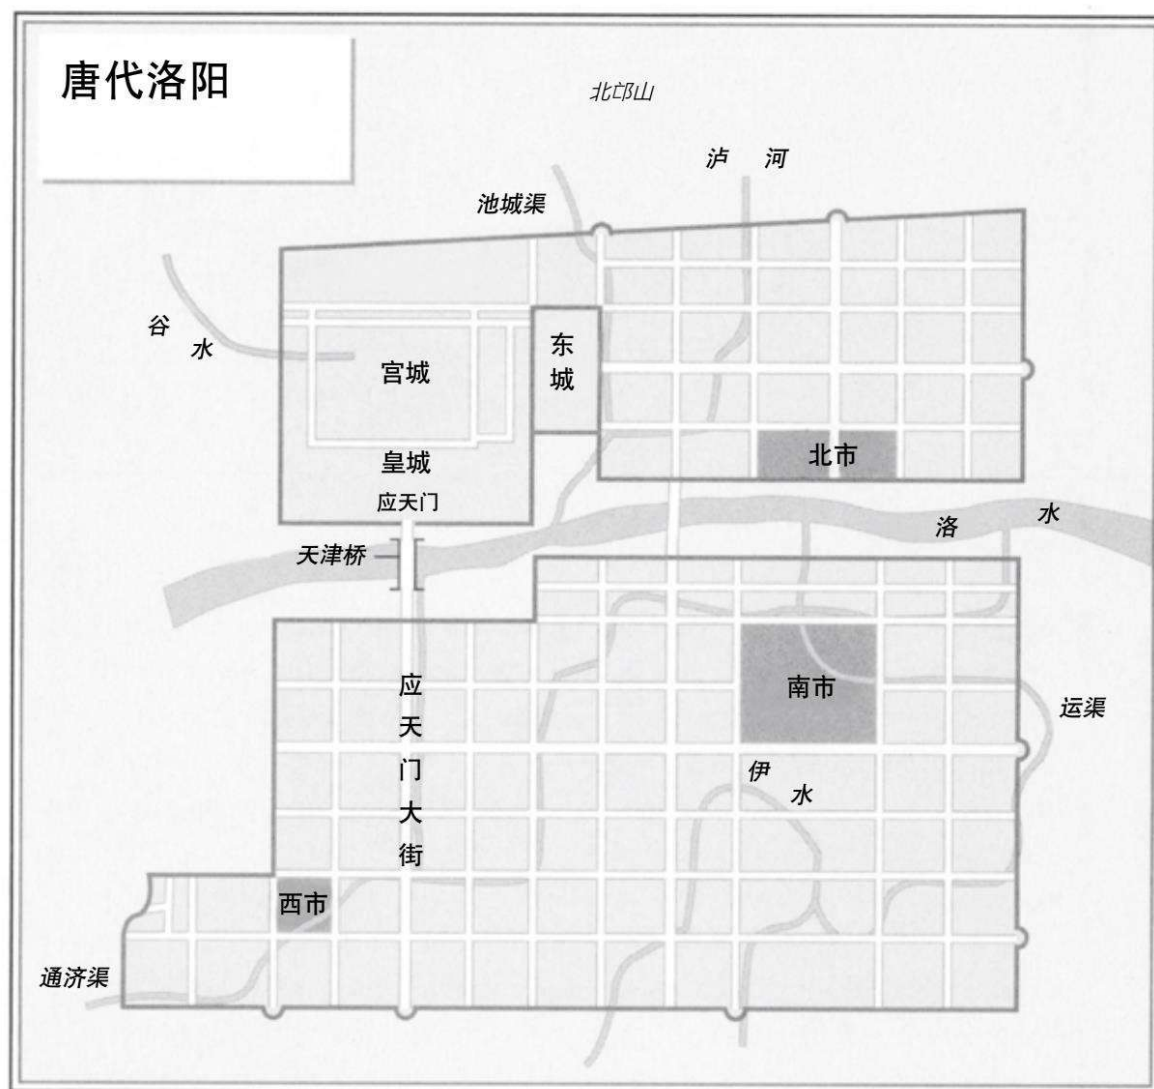 唐代洛阳
北邙山
泸河
池城渠
谷水
东城
宫城
皇城
应天门
北市
天津桥
洛水
应天门大街
南市
运渠
伊水
西市
通济渠